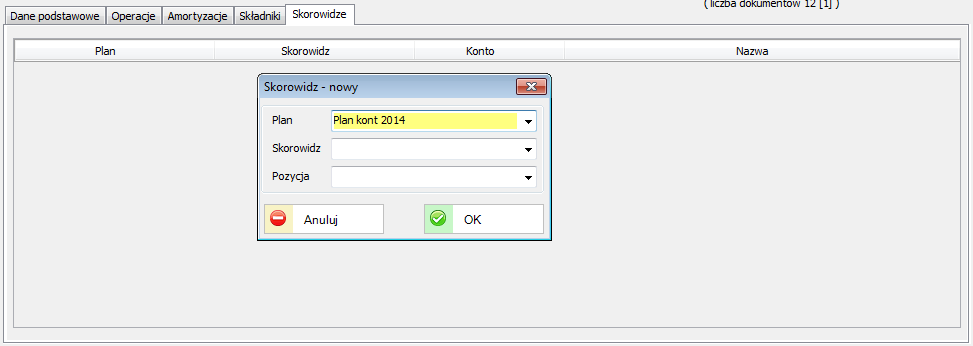 ( liczba dokumentów 12 [1] )
Dane podstawowe Operacje Amortyzacje Składniki Skorowidze
Plan Skorowidz Konto Nazwa
Skorowidz - nowy
Plan Plan kont 2014
Skorowidz
Pozycja
Anuluj OK